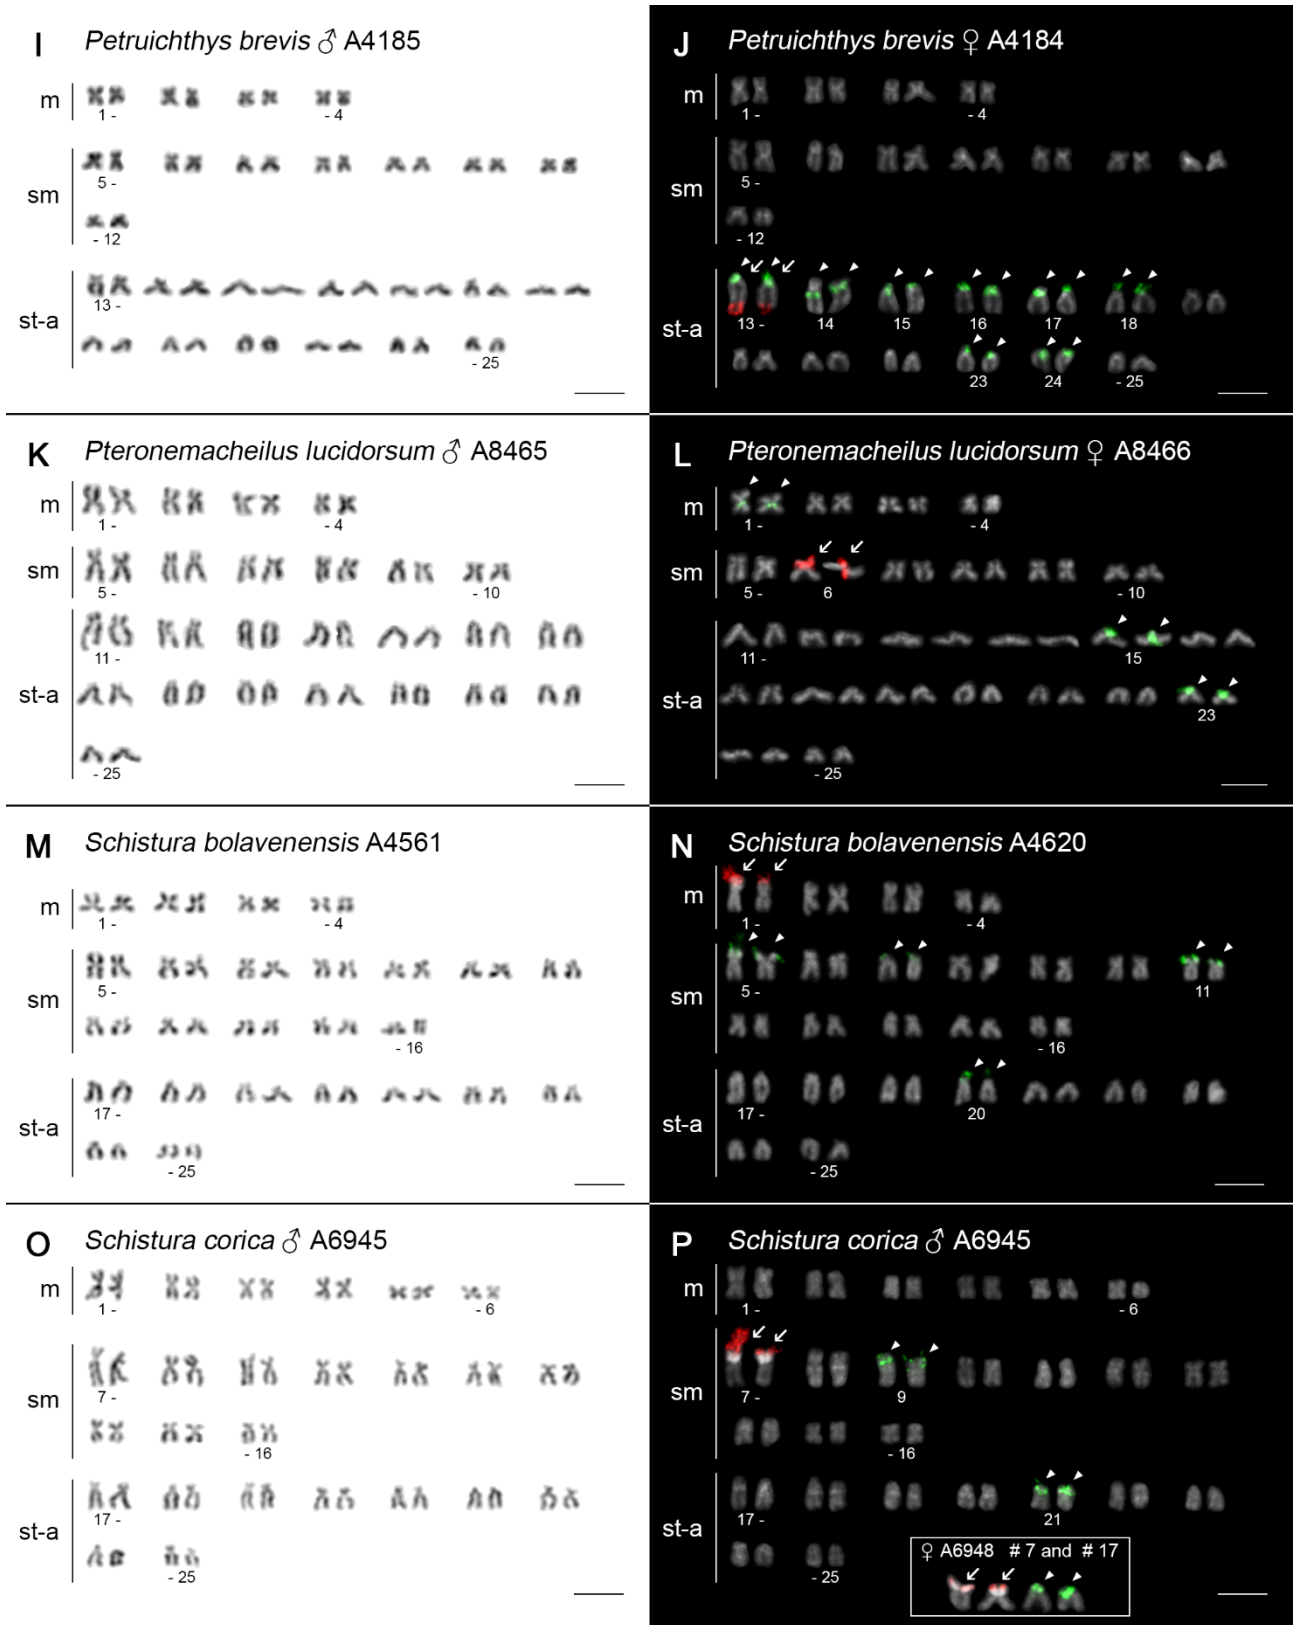 I Petruichthys brevis ♂ A4185
m
1 - - 4
sm
5 -
- 12
st-a
13 -
- 25
J Petruichthys brevis ♀ A4184
m
1 - - 4
sm
5 -
- 12
st-a
13 - 14 15 16 17 18
23 24 - 25
K Pteronemacheilus lucidorsum ♂ A8465
m
1 - - 4
sm
5 - - 10
st-a
11 -
- 25
L Pteronemacheilus lucidorsum ♀ A8466
m
1 - - 4
sm
5 - 6 - 10
st-a
11 - 15
23
- 25
M Schistura bolavenensis A4561
m
1 - - 4
sm
5 -
- 16
st-a
17 -
- 25
N Schistura bolavenensis A4620
m
1 - - 4
sm
5 - 11
- 16
st-a
17 - 20
- 25
O Schistura corica ♂ A6945
m
1 - - 6
sm
7 -
- 16
st-a
17 -
- 25
P Schistura corica ♂ A6945
m
1 - - 6
sm
7 - 9
- 16
st-a
17 - 21
- 25
♀ A6948 # 7 and # 17